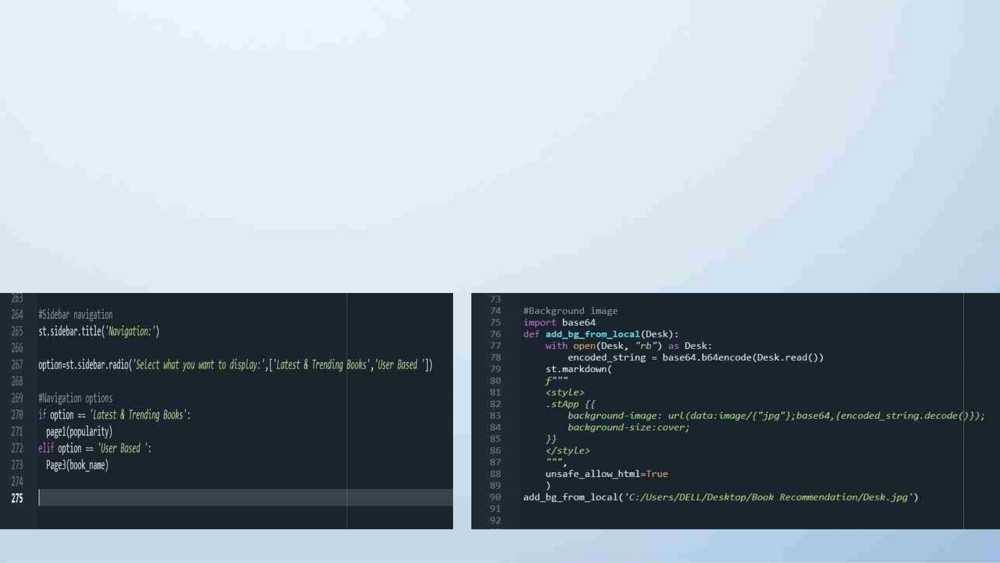 263
264 #Sidebar navigation
265 st.sidebar.title('Navigation:')
266
267 option=st.sidebar.radio('Select what you want to display:',['Latest & Trending Books','User Based '])
268
269 #Navigation options
270 if option == 'Latest & Trending Books':
271   page1(popularity)
272 elif option == 'User Based ':
273   Page3(book_name)
274
275
73
74 #Background image
75 import base64
76 def add_bg_from_local(Desk):
77     with open(Desk, "rb") as Desk:
78         encoded_string = base64.b64encode(Desk.read())
79     st.markdown(
80     f"""
81     <style>
82     .stApp {{
83         background-image: url(data:image/{"jpg"};base64,{encoded_string.decode()});
84         background-size:cover;
85     }}
86     </style>
87     """,
88     unsafe_allow_html=True
89     )
90 add_bg_from_local('C:/Users/DELL/Desktop/Book Recommendation/Desk.jpg')
91
92